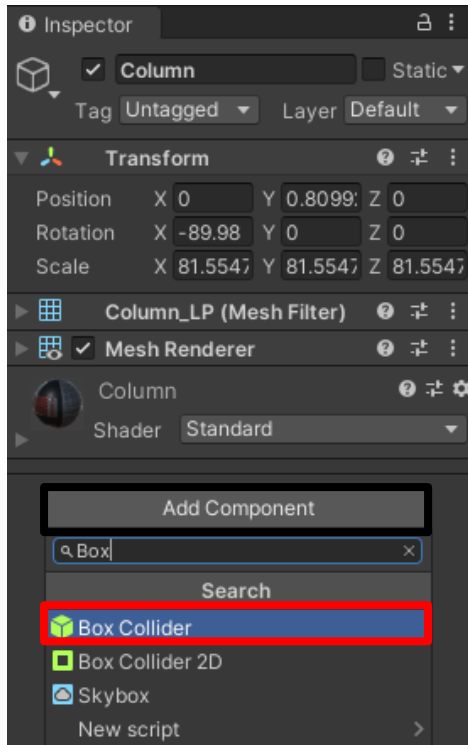 Inspector
Column Static
Tag Untagged Layer Default
Transform
Position X 0 Y 0.8099 Z 0
Rotation X -89.98 Y 0 Z 0
Scale X 81.5547 Y 81.5547 Z 81.5547
Column_LP (Mesh Filter)
Mesh Renderer
Column
Shader Standard
Add Component
Box
Search
Box Collider
Box Collider 2D
Skybox
New script